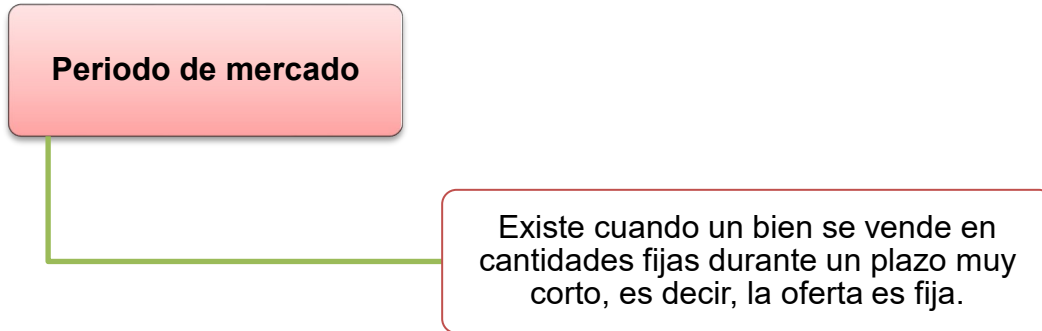 Periodo de mercado
Existe cuando un bien se vende en
cantidades fijas durante un plazo muy
corto, es decir, la oferta es fija.